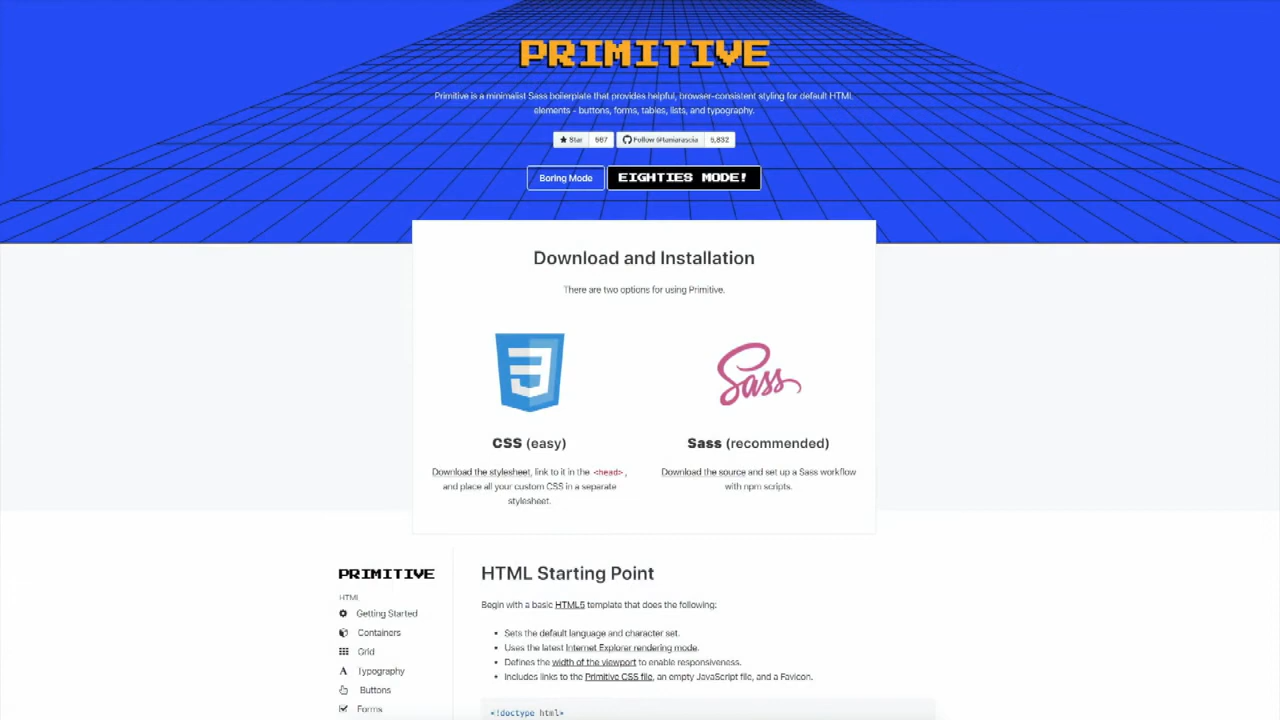 PRIMITIVE
Primitive is a minimalist Sass boilerplate that provides helpful, browser-consistent styling for default HTML
elements - buttons, forms, tables, lists, and typography.
Star 587 Follow @taniarascia 5,832
Boring Mode EIGHTIES MODE!
Download and Installation
There are two options for using Primitive.
CSS (easy)
Download the stylesheet, link to it in the <head>,
and place all your custom CSS in a separate
stylesheet.
Sass
Sass (recommended)
Download the source and set up a Sass workflow
with npm scripts.
PRIMITIVE
HTML
Getting Started
Containers
Grid
Typography
Buttons
Forms
HTML Starting Point
Begin with a basic HTML5 template that does the following:
Sets the default language and character set.
Uses the latest Internet Explorer rendering mode.
Defines the width of the viewport to enable responsiveness.
Includes links to the Primitive CSS file, an empty JavaScript file, and a Favicon.
<!doctype html>